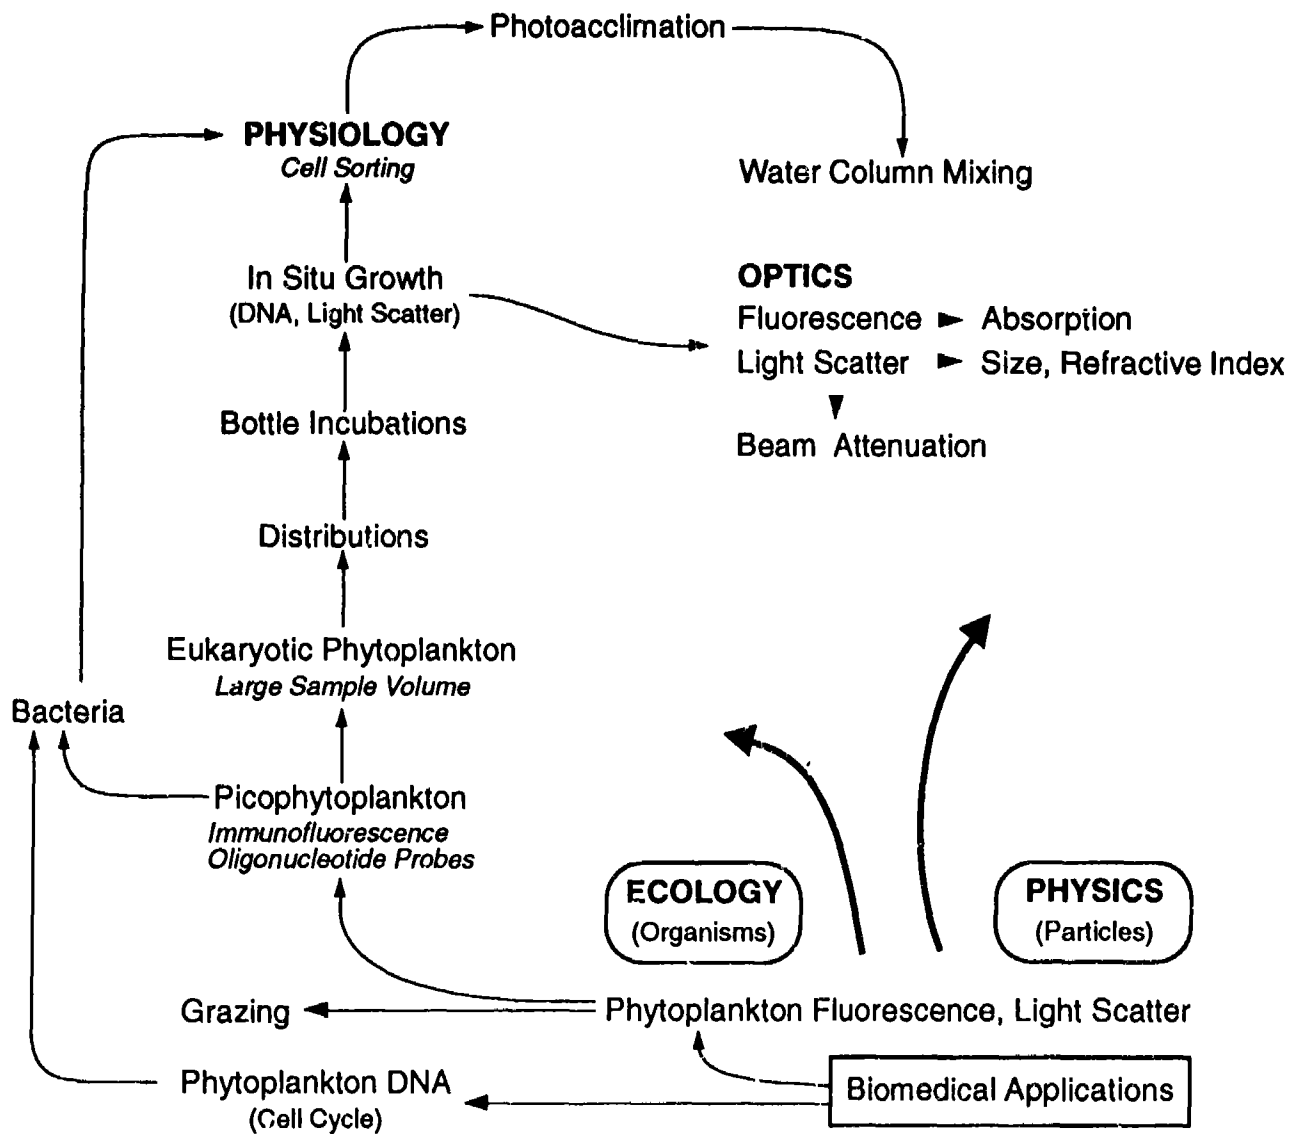 Photoacclimation
PHYSIOLOGY
Cell Sorting
Water Column Mixing
In Situ Growth
(DNA, Light Scatter)
OPTICS
Fluorescence ► Absorption
Light Scatter ► Size, Refractive Index
▼
Beam Attenuation
Bottle Incubations
Distributions
Eukaryotic Phytoplankton
Large Sample Volume
Bacteria
Picophytoplankton
Immunofluorescence
Oligonucleotide Probes
ECOLOGY
(Organisms)
PHYSICS
(Particles)
Grazing
Phytoplankton Fluorescence, Light Scatter
Phytoplankton DNA
(Cell Cycle)
Biomedical Applications